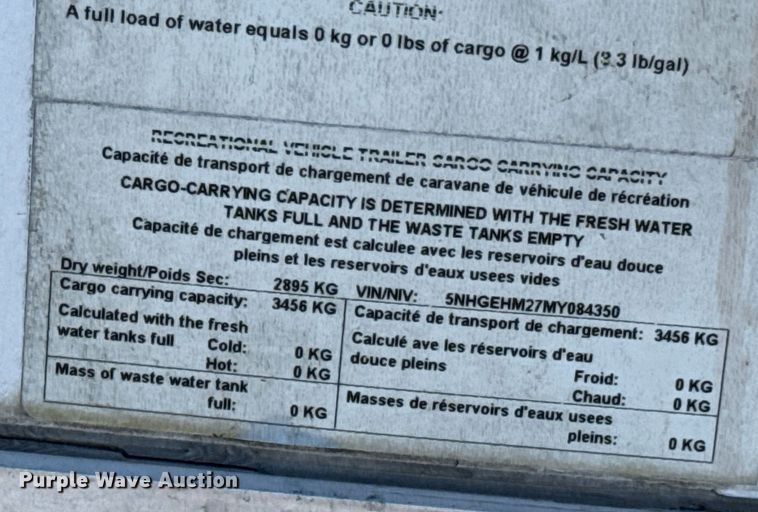 CAUTION:
A full load of water equals 0 kg or 0 lbs of cargo @ 1 kg/L (8.3 lb/gal)
RECREATIONAL VEHICLE TRAILER CARGO CARRYING CAPACITY
Capacité de transport de chargement de caravane de véhicule de récréation
CARGO-CARRYING CAPACITY IS DETERMINED WITH THE FRESH WATER
TANKS FULL AND THE WASTE TANKS EMPTY
Capacité de chargement est calculee avec les reservoirs d'eau douce
pleins et les reservoirs d'eaux usees vides
Dry weight/Poids Sec: 2895 KG VIN/NIV: 5NHGEHM27MY084350
Cargo carrying capacity: 3456 KG
Calculated with the fresh
water tanks full Cold: 0 KG
Hot: 0 KG
Mass of waste water tank
full: 0 KG
Capacité de transport de chargement: 3456 KG
Calculé ave les réservoirs d'eau
douce pleins
Froid: 0 KG
Chaud: 0 KG
Masses de réservoirs d'eaux usees
pleins: 0 KG
Purple Wave Auction